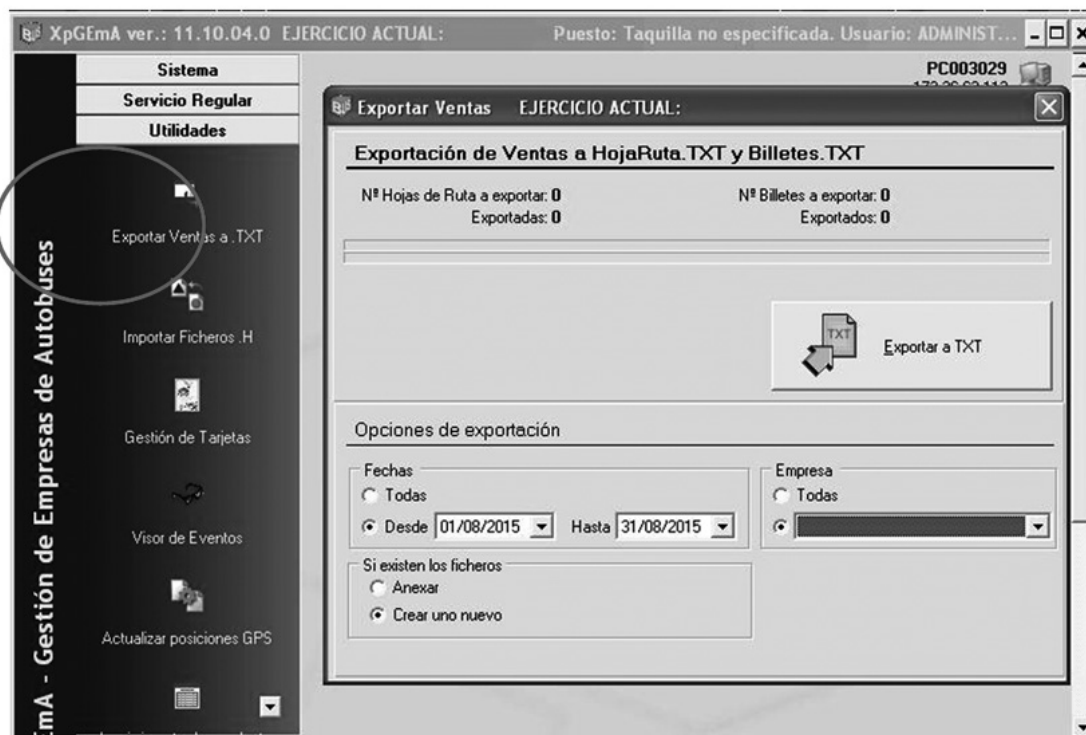 XpGEmA ver.: 11.10.04.0 EJERCICIO ACTUAL: Puesto: Taquilla no especificada. Usuario: ADMINIST...
Sistema
Servicio Regular
Utilidades
Exportar Ventas a .TXT
Importar Ficheros .H
Gestión de Tarjetas
Visor de Eventos
Actualizar posiciones GPS
EmA - Gestión de Empresas de Autobuses
PC003029
Exportar Ventas EJERCICIO ACTUAL:
Exportación de Ventas a HojaRuta.TXT y Billetes.TXT
Nº Hojas de Ruta a exportar: 0 Nº Billetes a exportar: 0
Exportadas: 0 Exportados: 0
TXT
Exportar a TXT
Opciones de exportación
Fechas
Todas
Desde 01/08/2015 Hasta 31/08/2015
Empresa
Todas
Si existen los ficheros
Anexar
Crear uno nuevo